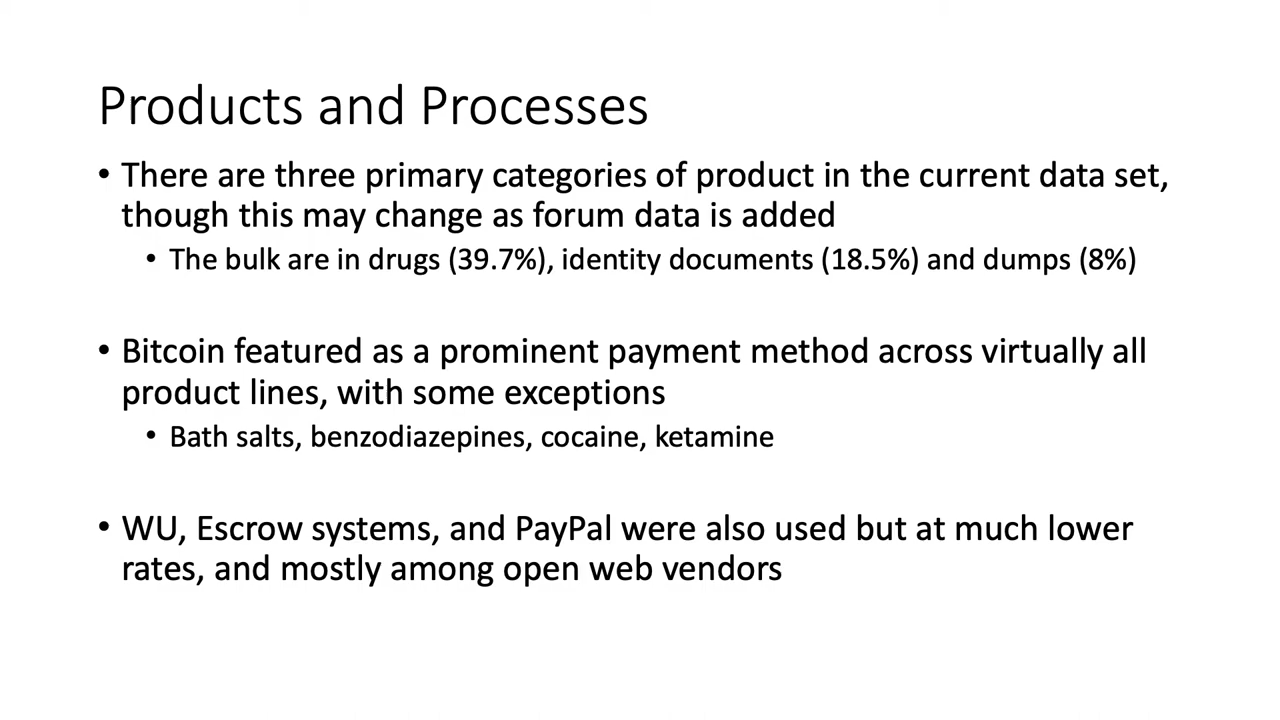 Products and Processes
• There are three primary categories of product in the current data set,
though this may change as forum data is added
• The bulk are in drugs (39.7%), identity documents (18.5%) and dumps (8%)
• Bitcoin featured as a prominent payment method across virtually all
product lines, with some exceptions
• Bath salts, benzodiazepines, cocaine, ketamine
• WU, Escrow systems, and PayPal were also used but at much lower
rates, and mostly among open web vendors